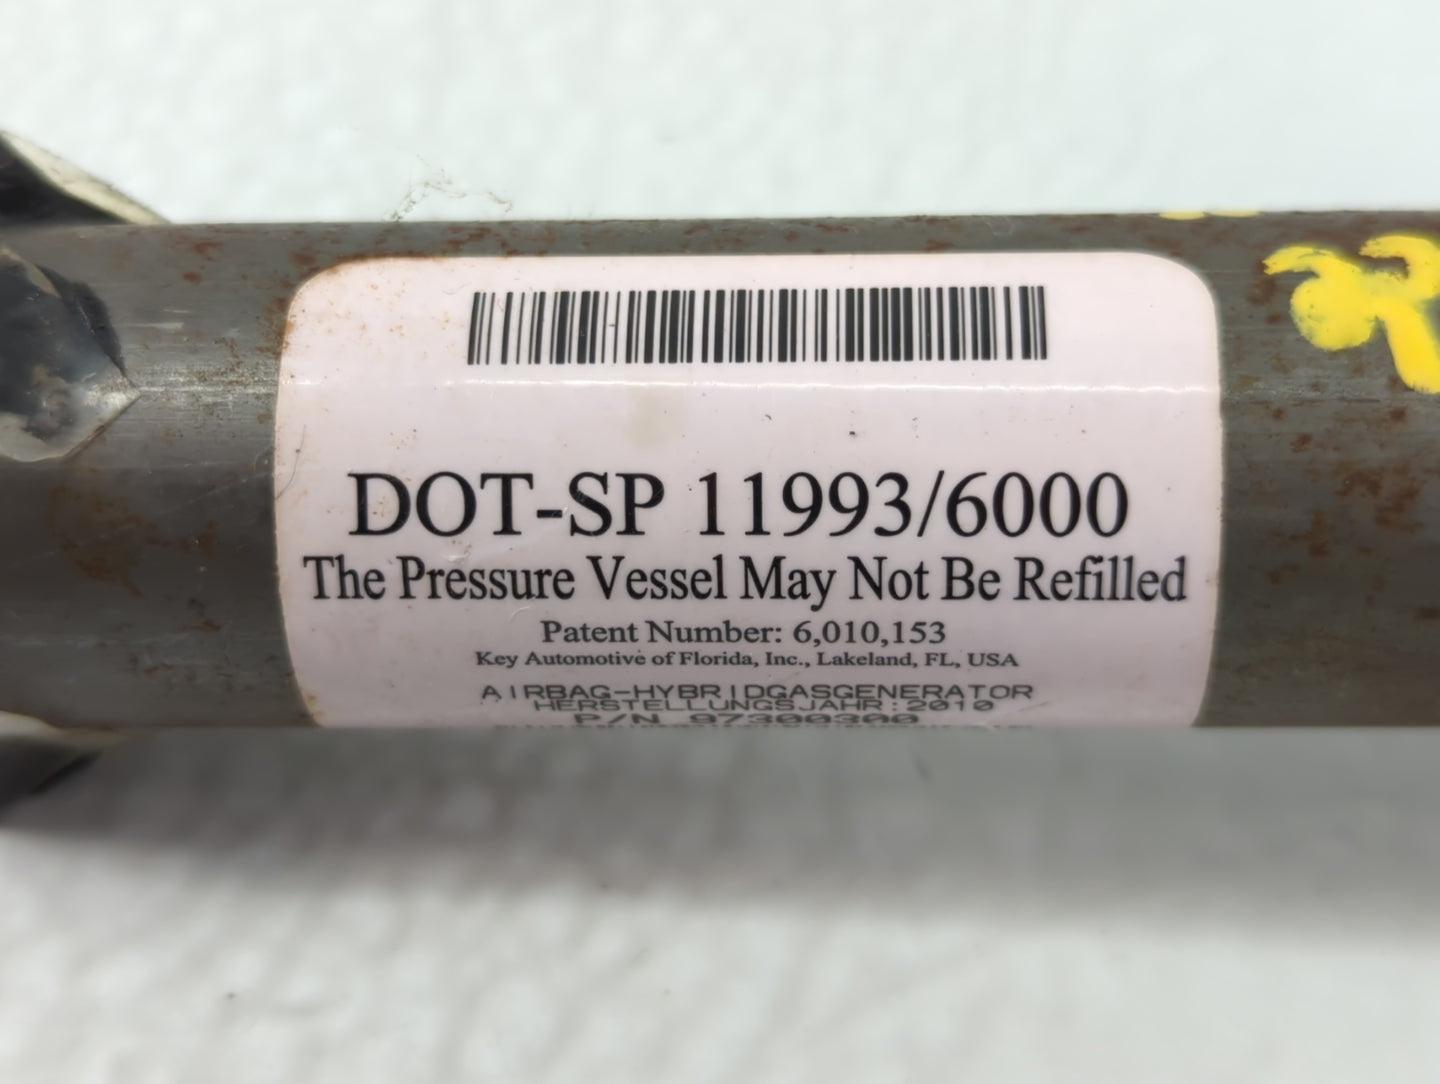 DOT-SP 11993/6000
The Pressure Vessel May Not Be Refilled
Patent Number: 6,010,153
Key Automotive of Florida, Inc., Lakeland, FL, USA
AIRBAG-HYBRIDGASGENERATOR
HERSTELLUNGSJAHR:2010
P/N 97300300